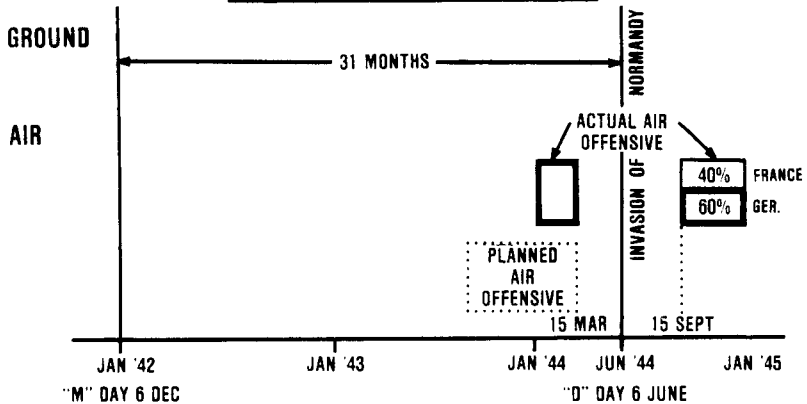 GROUND
31 MONTHS
INVASION OF NORMANDY
AIR
ACTUAL AIR
OFFENSIVE
40% FRANCE
60% GER.
PLANNED
AIR
OFFENSIVE
15 MAR 15 SEPT
JAN '42 JAN '43 JAN '44 JUN '44 JAN '45
"M" DAY 6 DEC "D" DAY 6 JUNE